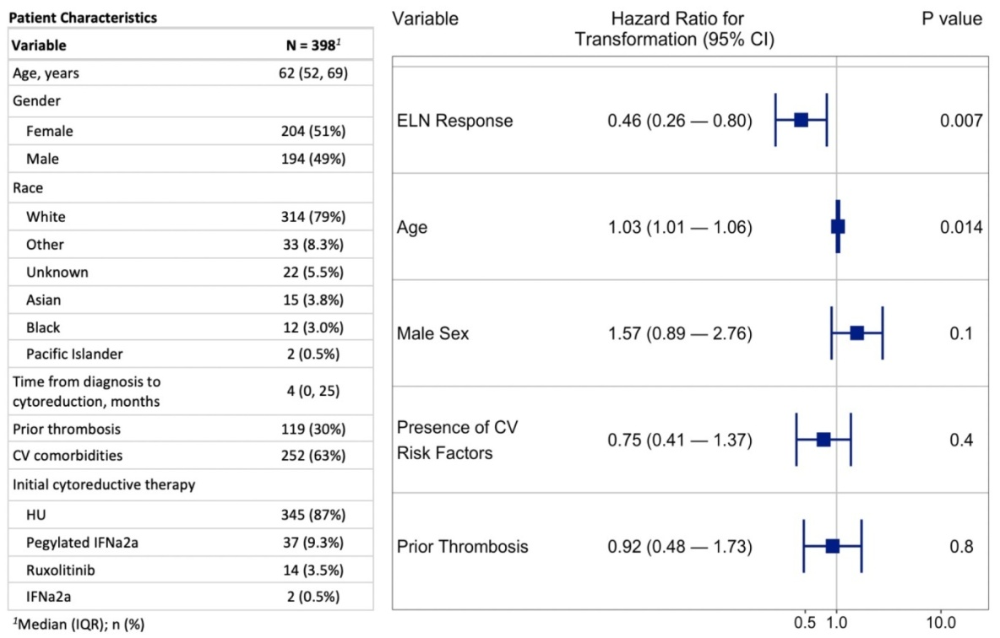 Patient Characteristics
Variable N = 398¹
Age, years 62 (52, 69)
Gender
Female 204 (51%)
Male 194 (49%)
Race
White 314 (79%)
Other 33 (8.3%)
Unknown 22 (5.5%)
Asian 15 (3.8%)
Black 12 (3.0%)
Pacific Islander 2 (0.5%)
Time from diagnosis to
cytoreduction, months 4 (0, 25)
Prior thrombosis 119 (30%)
CV comorbidities 252 (63%)
Initial cytoreductive therapy
HU 345 (87%)
Pegylated IFNa2a 37 (9.3%)
Ruxolitinib 14 (3.5%)
IFNa2a 2 (0.5%)
¹Median (IQR); n (%)
Variable Hazard Ratio for P value
Transformation (95% CI)
ELN Response 0.46 (0.26 — 0.80) 0.007
Age 1.03 (1.01 — 1.06) 0.014
Male Sex 1.57 (0.89 — 2.76) 0.1
Presence of CV
Risk Factors 0.75 (0.41 — 1.37) 0.4
Prior Thrombosis 0.92 (0.48 — 1.73) 0.8
0.5 1.0 10.0